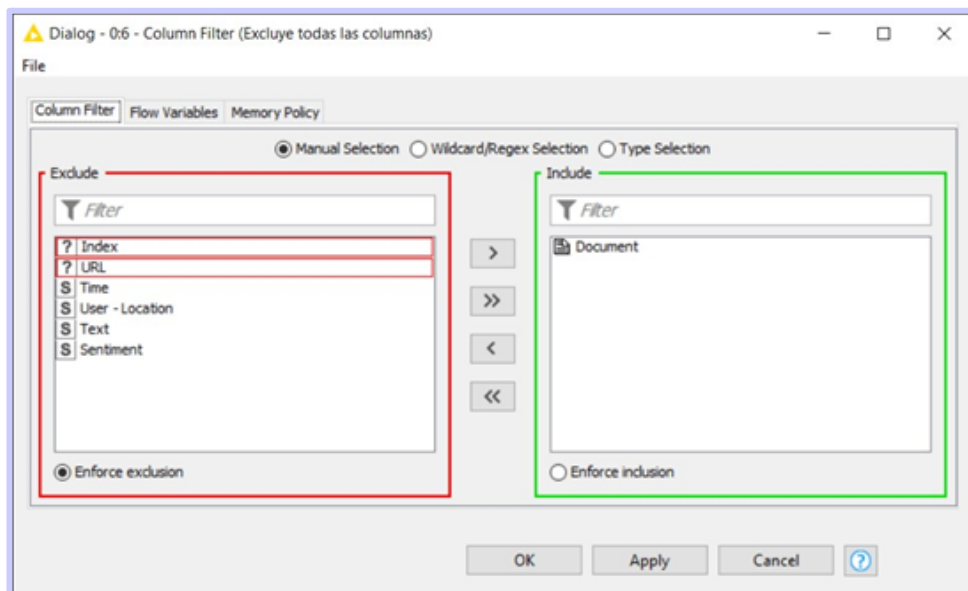 Dialog - 0:6 - Column Filter (Excluye todas las columnas)
File
Column Filter Flow Variables Memory Policy
Manual Selection Wildcard/Regex Selection Type Selection
Exclude
Filter
? Index
? URL
S Time
S User - Location
S Text
S Sentiment
Enforce exclusion
>
>>
<
<<
Include
Filter
Document
Enforce inclusion
OK Apply Cancel ?